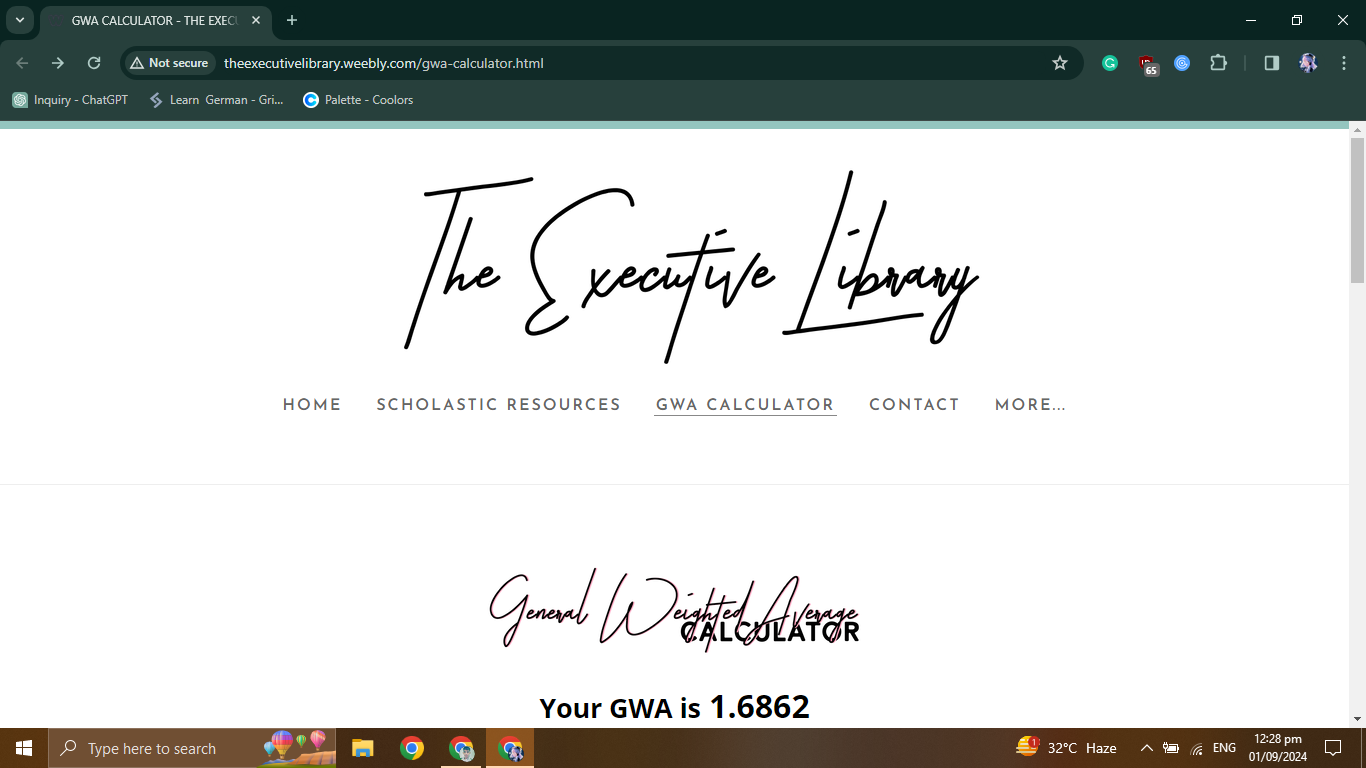 GWA CALCULATOR - THE EXEC
Not secure
theexecutivelibrary.weebly.com/gwa-calculator.html
65
Inquiry - ChatGPT
Learn German - Gri...
Palette - Coolors
The Executive Library
HOME
SCHOLASTIC RESOURCES
GWA CALCULATOR
CONTACT
MORE...
General Weighted Average
CALCULATOR
Your GWA is 1.6862
Type here to search
1
32°C Haze
ENG
12:28 pm
01/09/2024